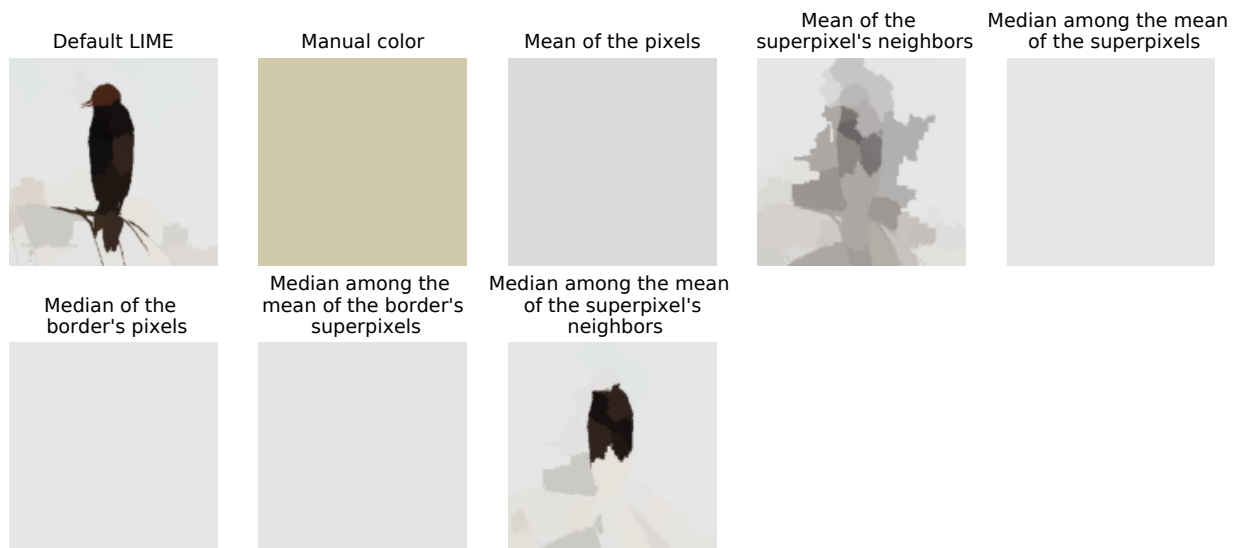 Default LIME
Manual color
Mean of the pixels
Mean of the
superpixel's neighbors
Median among the mean
of the superpixels
Median of the
border's pixels
Median among the
mean of the border's
superpixels
Median among the mean
of the superpixel's
neighbors